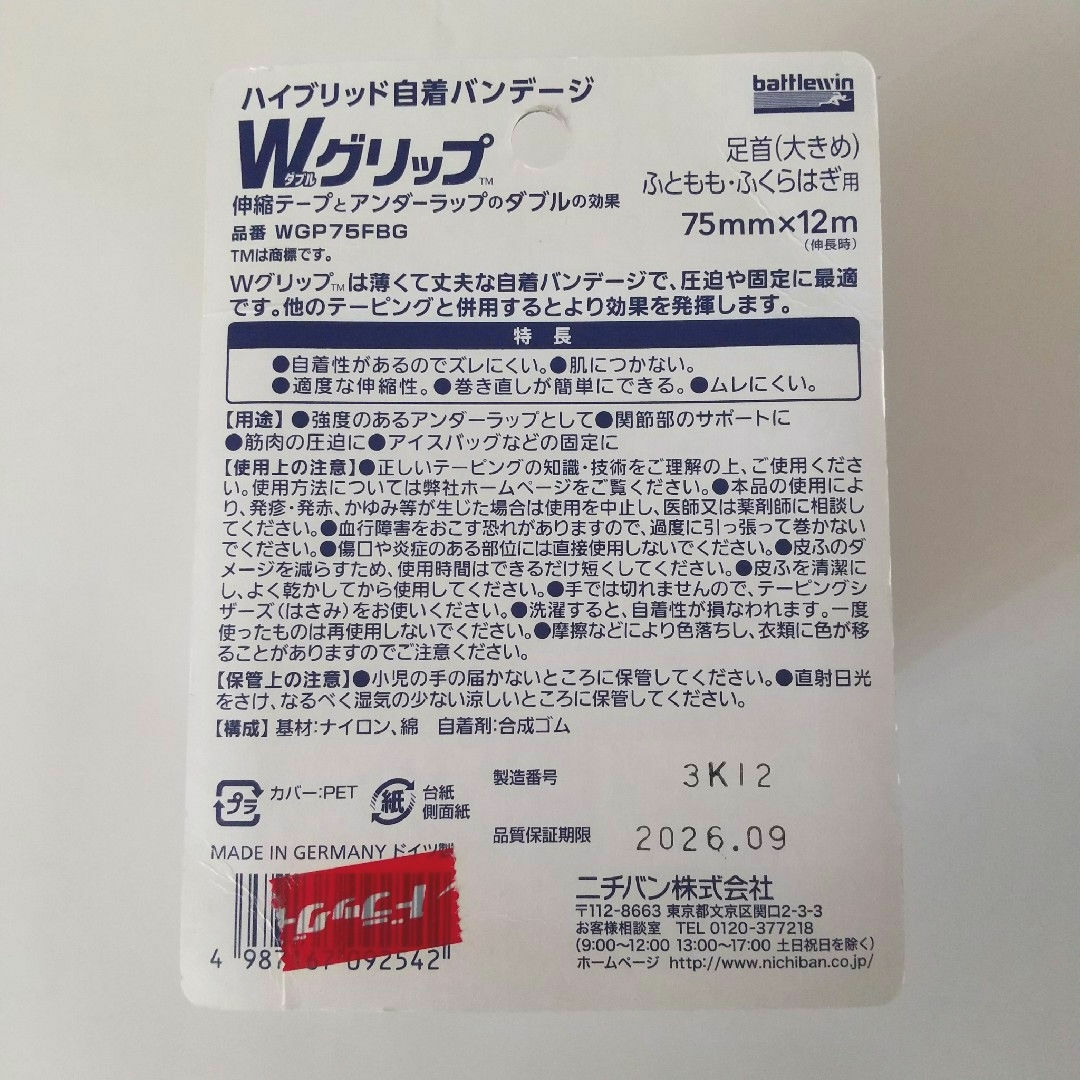 ハイブリッド自着バンデージ
battlewin
Wグリップ™
ダブル
足首(大きめ)
ふともも・ふくらはぎ用
伸縮テープとアンダーラップのダブルの効果
75mm×12m
(伸長時)
品番 WGP75FBG
TMは商標です。
Wグリップ™は薄くて丈夫な自着バンデージで、圧迫や固定に最適
です。他のテーピングと併用するとより効果を発揮します。
特 長
●自着性があるのでズレにくい。●肌につかない。
●適度な伸縮性。●巻き直しが簡単にできる。●ムレにくい。
【用途】●強度のあるアンダーラップとして●関節部のサポートに
●筋肉の圧迫に●アイスバッグなどの固定に
【使用上の注意】●正しいテーピングの知識・技術をご理解の上、ご使用くださ
い。使用方法については弊社ホームページをご覧ください。●本品の使用によ
り、発疹・発赤、かゆみ等が生じた場合は使用を中止し、医師又は薬剤師に相談し
てください。●血行障害をおこす恐れがありますので、過度に引っ張って巻かない
でください。●傷口や炎症のある部位には直接使用しないでください。●皮ふのダ
メージを減らすため、使用時間はできるだけ短くしてください。●皮ふを清潔に
し、よく乾かしてから使用してください。●手では切れませんので、テーピングシ
ザーズ(はさみ)をお使いください。●洗濯すると、自着性が損なわれます。一度
使ったものは再使用しないでください。●摩擦などにより色落ちし、衣類に色が移
ることがありますのでご注意ください。
【保管上の注意】●小児の手の届かないところに保管してください。●直射日光
をさけ、なるべく湿気の少ない涼しいところに保管してください。
【構成】基材:ナイロン、綿 自着剤:合成ゴム
プラ
カバー:PET
紙
台紙
側面紙
製造番号 3K12
品質保証期限 2026.09
MADE IN GERMANY ドイツ製
4 987167 092542
ニチバン株式会社
〒112-8663 東京都文京区関口2-3-3
お客様相談室 TEL 0120-377218
(9:00〜12:00 13:00〜17:00 土日祝日を除く)
ホームページ http://www.nichiban.co.jp/